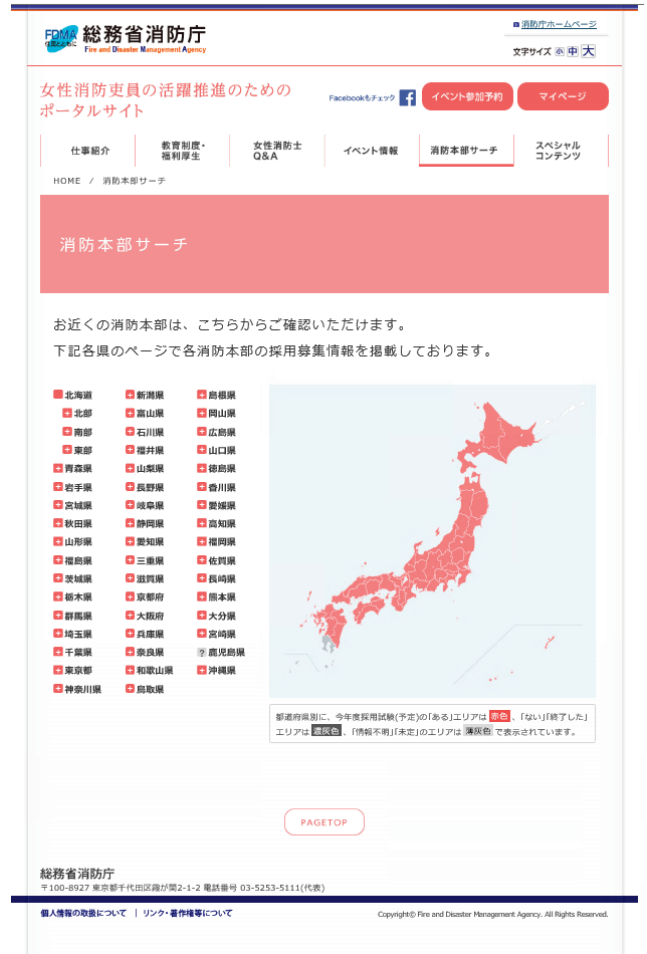 FDMA
住民とともに
総務省消防庁
Fire and Disaster Management Agency
消防庁ホームページ
文字サイズ 小 中 大
女性消防吏員の活躍推進のための
ポータルサイト
Facebookもチェック
イベント参加予約
マイページ
仕事紹介
教育制度・
福利厚生
女性消防士
Q&A
イベント情報
消防本部サーチ
スペシャル
コンテンツ
HOME / 消防本部サーチ
消防本部サーチ
お近くの消防本部は、こちらからご確認いただけます。
下記各県のページで各消防本部の採用募集情報を掲載しております。
北海道
北部
南部
東部
青森県
岩手県
宮城県
秋田県
山形県
福島県
茨城県
栃木県
群馬県
埼玉県
千葉県
東京都
神奈川県
新潟県
富山県
石川県
福井県
山梨県
長野県
岐阜県
静岡県
愛知県
三重県
滋賀県
京都府
大阪府
兵庫県
奈良県
和歌山県
鳥取県
島根県
岡山県
広島県
山口県
徳島県
香川県
愛媛県
高知県
福岡県
佐賀県
長崎県
熊本県
大分県
宮崎県
? 鹿児島県
沖縄県
都道府県別に、今年度採用試験(予定)の「ある」エリアは 赤色 、「ない」「終了した」
エリアは 濃灰色 、「情報不明」「未定」のエリアは 薄灰色 で表示されています。
PAGETOP
総務省消防庁
〒100-8927 東京都千代田区霞が関2-1-2 電話番号 03-5253-5111(代表)
個人情報の取扱について | リンク・著作権等について
Copyright© Fire and Disaster Management Agency. All Rights Reserved.